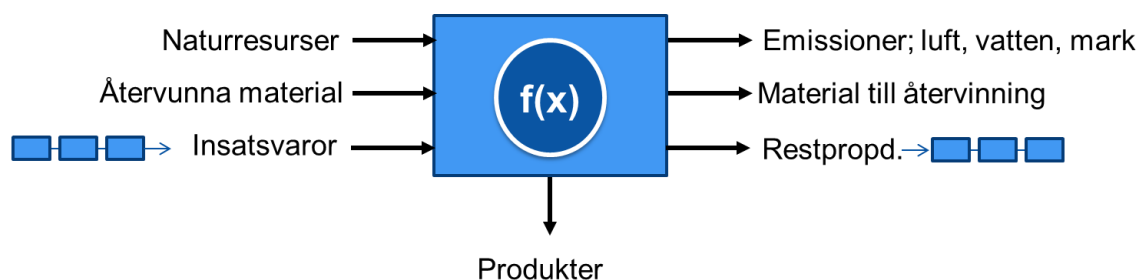 Naturresurser
Återvunna material
Insatsvaror
f(x)
Emissioner; luft, vatten, mark
Material till återvinning
Restpropd.
Produkter